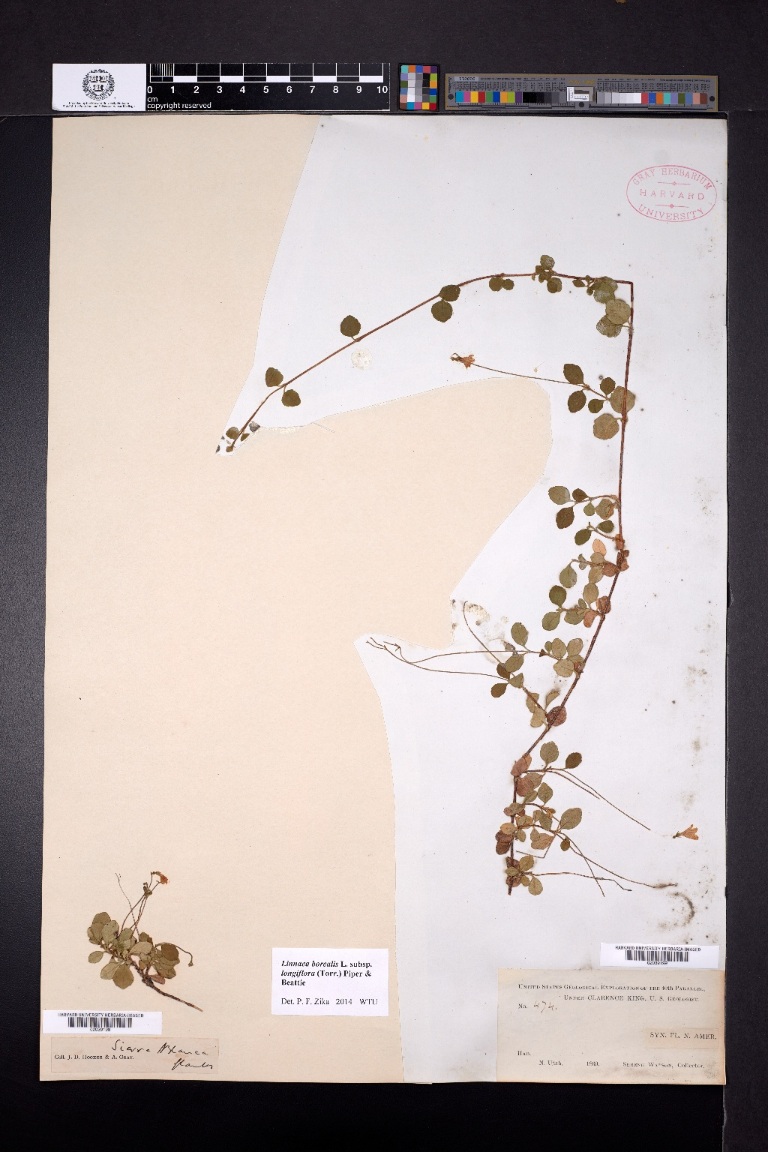 0 1 2 3 4 5 6 7 8 9 10
cm
copyright reserved
GRAY HERBARIUM
HARVARD
UNIVERSITY
Linnaea borealis L. subsp.
longiflora (Torr.) Piper &
Beattie
Det. P. F. Zika 2014 WTU
HARVARD UNIVERSITY HERBARIA
Sierra Blanca
Coll. J. D. Hooker & A. Gray.
HARVARD UNIVERSITY HERBARIA
United States Geological Exploration of the 40th Parallel,
Clarence King, U. S. Geologist.
No. 474.
SYN. FL. N. AMER.
Hab.
N. Utah. 1869. Sereno Watson, Collector.